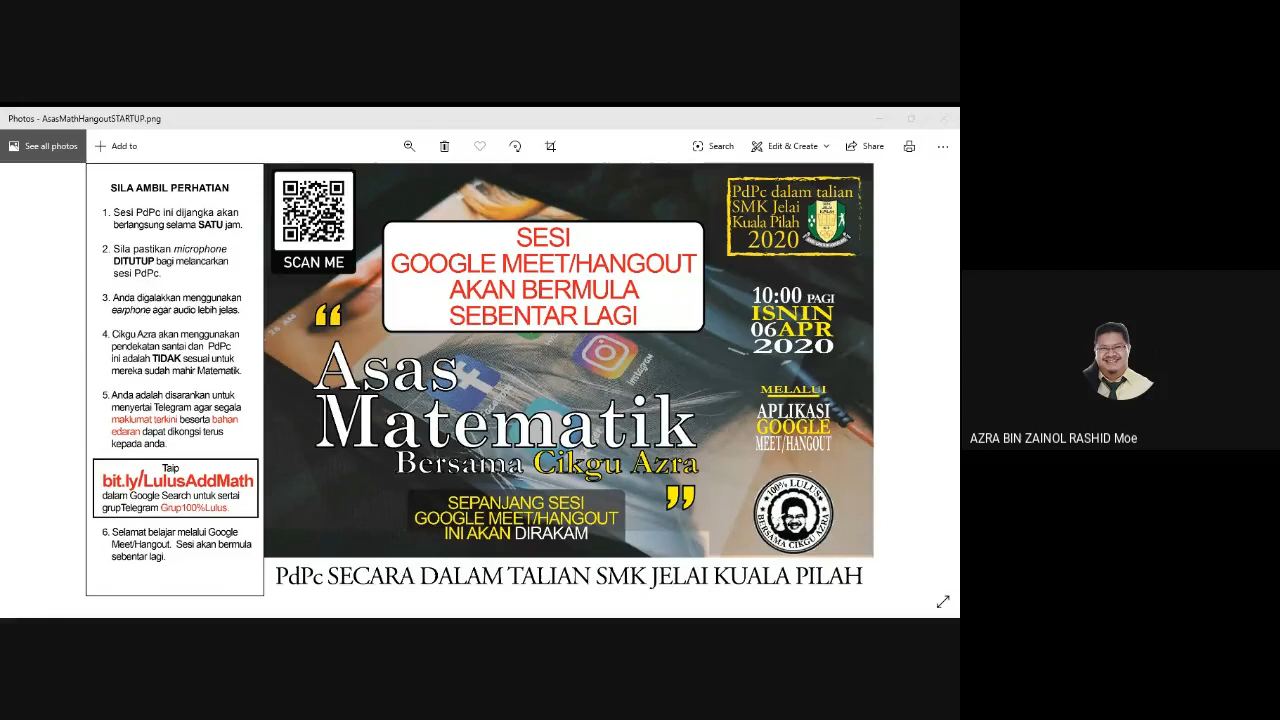 Photos - AsasMathHangoutSTARTUP.png
See all photos
Add to
Search
Edit & Create
Share
SILA AMBIL PERHATIAN
1. Sesi PdPc ini dijangka akan
berlangsung selama SATU jam.
2. Sila pastikan microphone
DITUTUP bagi melancarkan
sesi PdPc.
3. Anda digalakkan menggunakan
earphone agar audio lebih jelas.
4. Cikgu Azra akan menggunakan
pendekatan santai dan PdPc
ini adalah TIDAK sesuai untuk
mereka sudah mahir Matematik.
5. Anda adalah disarankan untuk
menyertai Telegram agar segala
maklumat terkini beserta bahan
edaran dapat dikongsi terus
kepada anda.
Taip
bit.ly/LulusAddMath
dalam Google Search untuk sertai
grupTelegram Grup100%Lulus.
6. Selamat belajar melalui Google
Meet/Hangout. Sesi akan bermula
sebentar lagi.
SCAN ME
SESI
GOOGLE MEET/HANGOUT
AKAN BERMULA
SEBENTAR LAGI
“
Asas
Matematik
Bersama Cikgu Azra
”
Instagram
SEPANJANG SESI
GOOGLE MEET/HANGOUT
INI AKAN DIRAKAM
PdPc dalam talian
SMK Jelai
Kuala Pilah
2020
10:00 PAGI
ISNIN
06 APR
2020
MELALUI
APLIKASI
GOOGLE
MEET/HANGOUT
100% LULUS
BERSAMA CIKGU AZRA
PdPc SECARA DALAM TALIAN SMK JELAI KUALA PILAH
AZRA BIN ZAINOL RASHID Moe